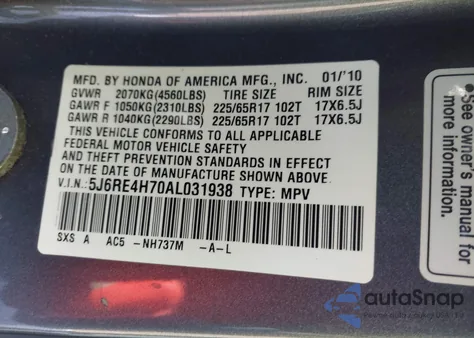 MFD. BY HONDA OF AMERICA MFG., INC. 01/'10
GVWR 2070KG(4560LBS) TIRE SIZE RIM SIZE
GAWR F 1050KG(2310LBS) 225/65R17 102T 17X6.5J
GAWR R 1040KG(2290LBS) 225/65R17 102T 17X6.5J
THIS VEHICLE CONFORMS TO ALL APPLICABLE
FEDERAL MOTOR VEHICLE SAFETY
AND THEFT PREVENTION STANDARDS IN EFFECT
ON THE DATE OF MANUFACTURE SHOWN ABOVE.
V.I.N.: 5J6RE4H70AL031938 TYPE: MPV
SXS A AC5 -NH737M -A-L
•See owner's manual for
autoSnap